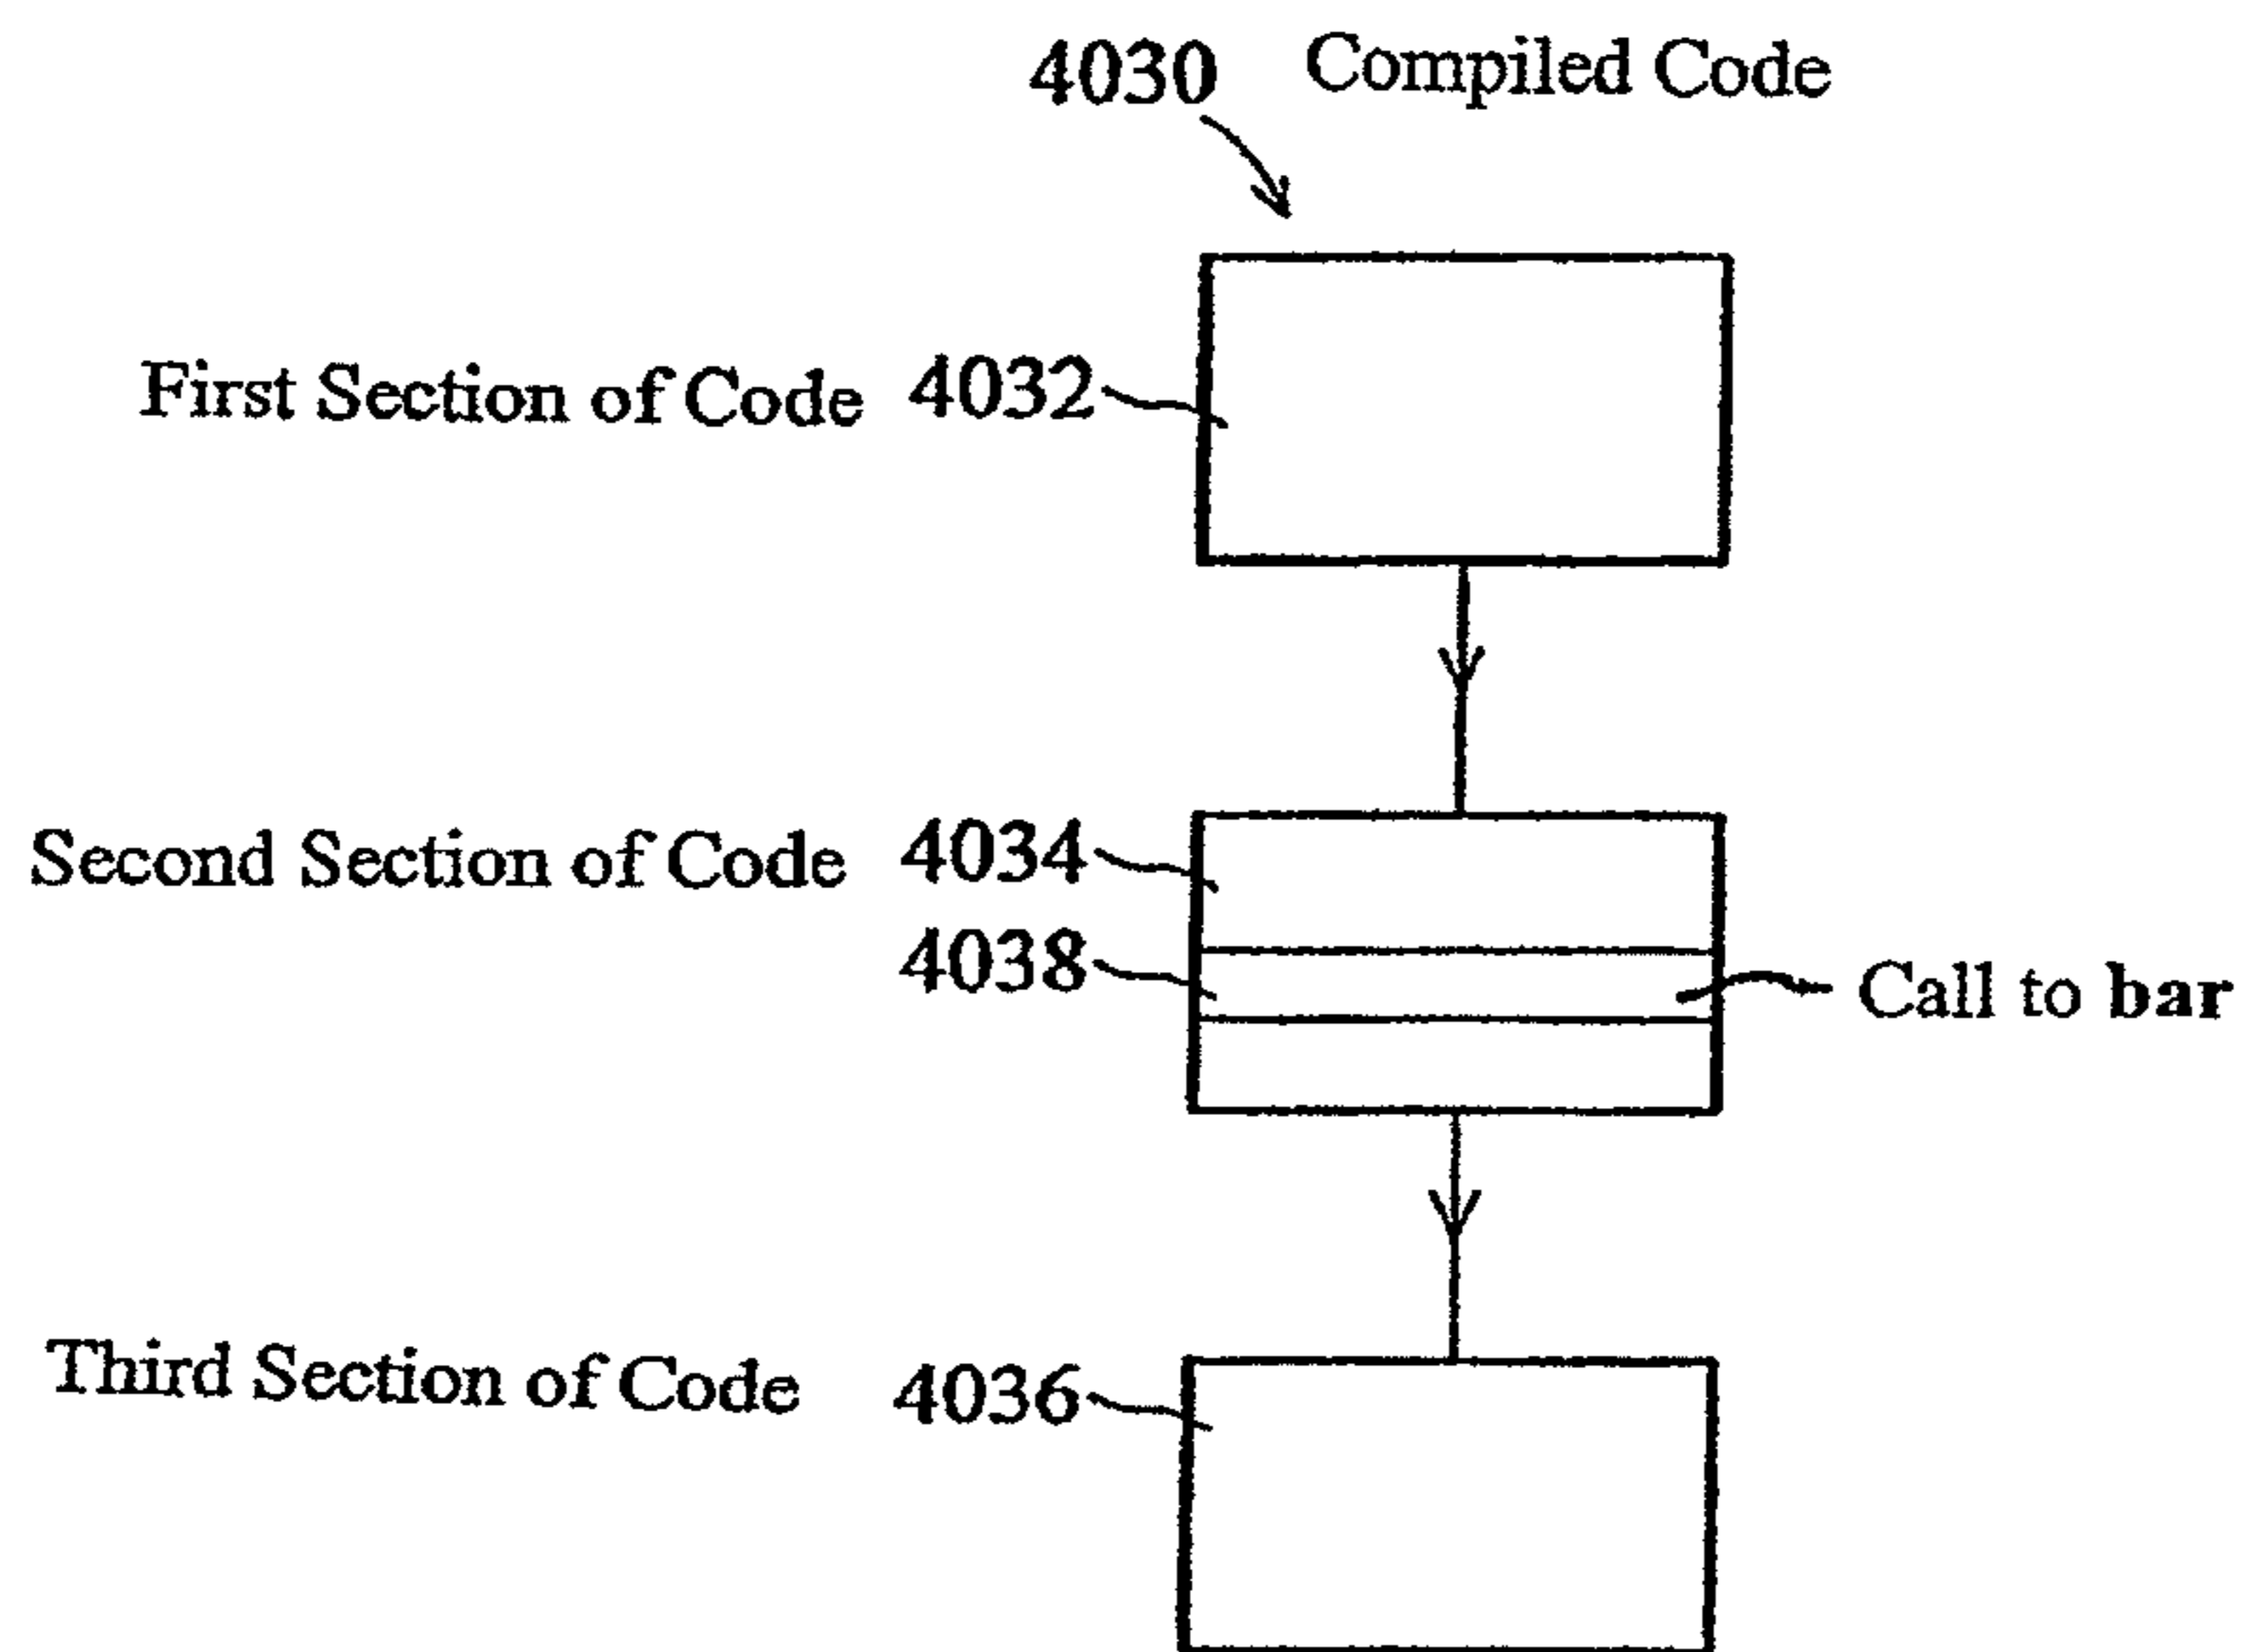 4030 Compiled Code
First Section of Code 4032
Second Section of Code 4034
4038 Call to bar
Third Section of Code 4036